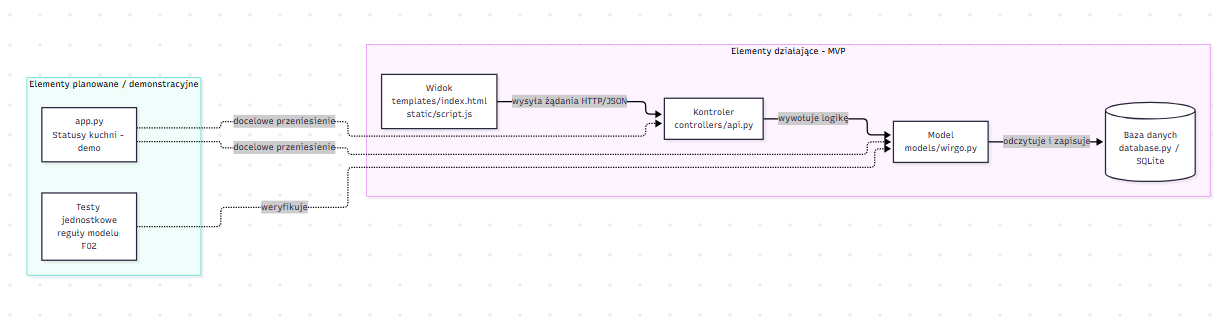 Elementy działające - MVP
Elementy planowane / demonstracyjne
Widok
templates/index.html
static/script.js
wysyła żądania HTTP/JSON
Kontroler
controllers/api.py
wywołuje logikę
Model
models/wirgo.py
odczytuje i zapisuje
Baza danych
database.py /
SQLite
app.py
Statusy kuchni -
demo
docelowe przeniesienie
docelowe przeniesienie
Testy
jednostkowe
reguły modelu
F02
weryfikuje